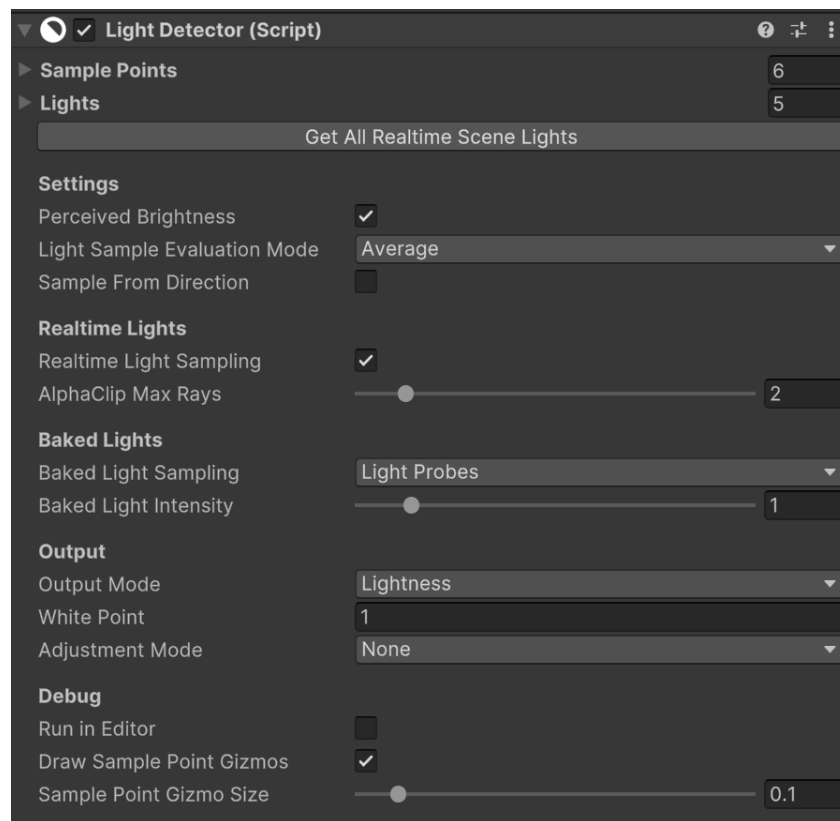 Light Detector (Script)
Sample Points 6
Lights 5
Get All Realtime Scene Lights
Settings
Perceived Brightness
Light Sample Evaluation Mode Average
Sample From Direction
Realtime Lights
Realtime Light Sampling
AlphaClip Max Rays 2
Baked Lights
Baked Light Sampling Light Probes
Baked Light Intensity 1
Output
Output Mode Lightness
White Point 1
Adjustment Mode None
Debug
Run in Editor
Draw Sample Point Gizmos
Sample Point Gizmo Size 0.1